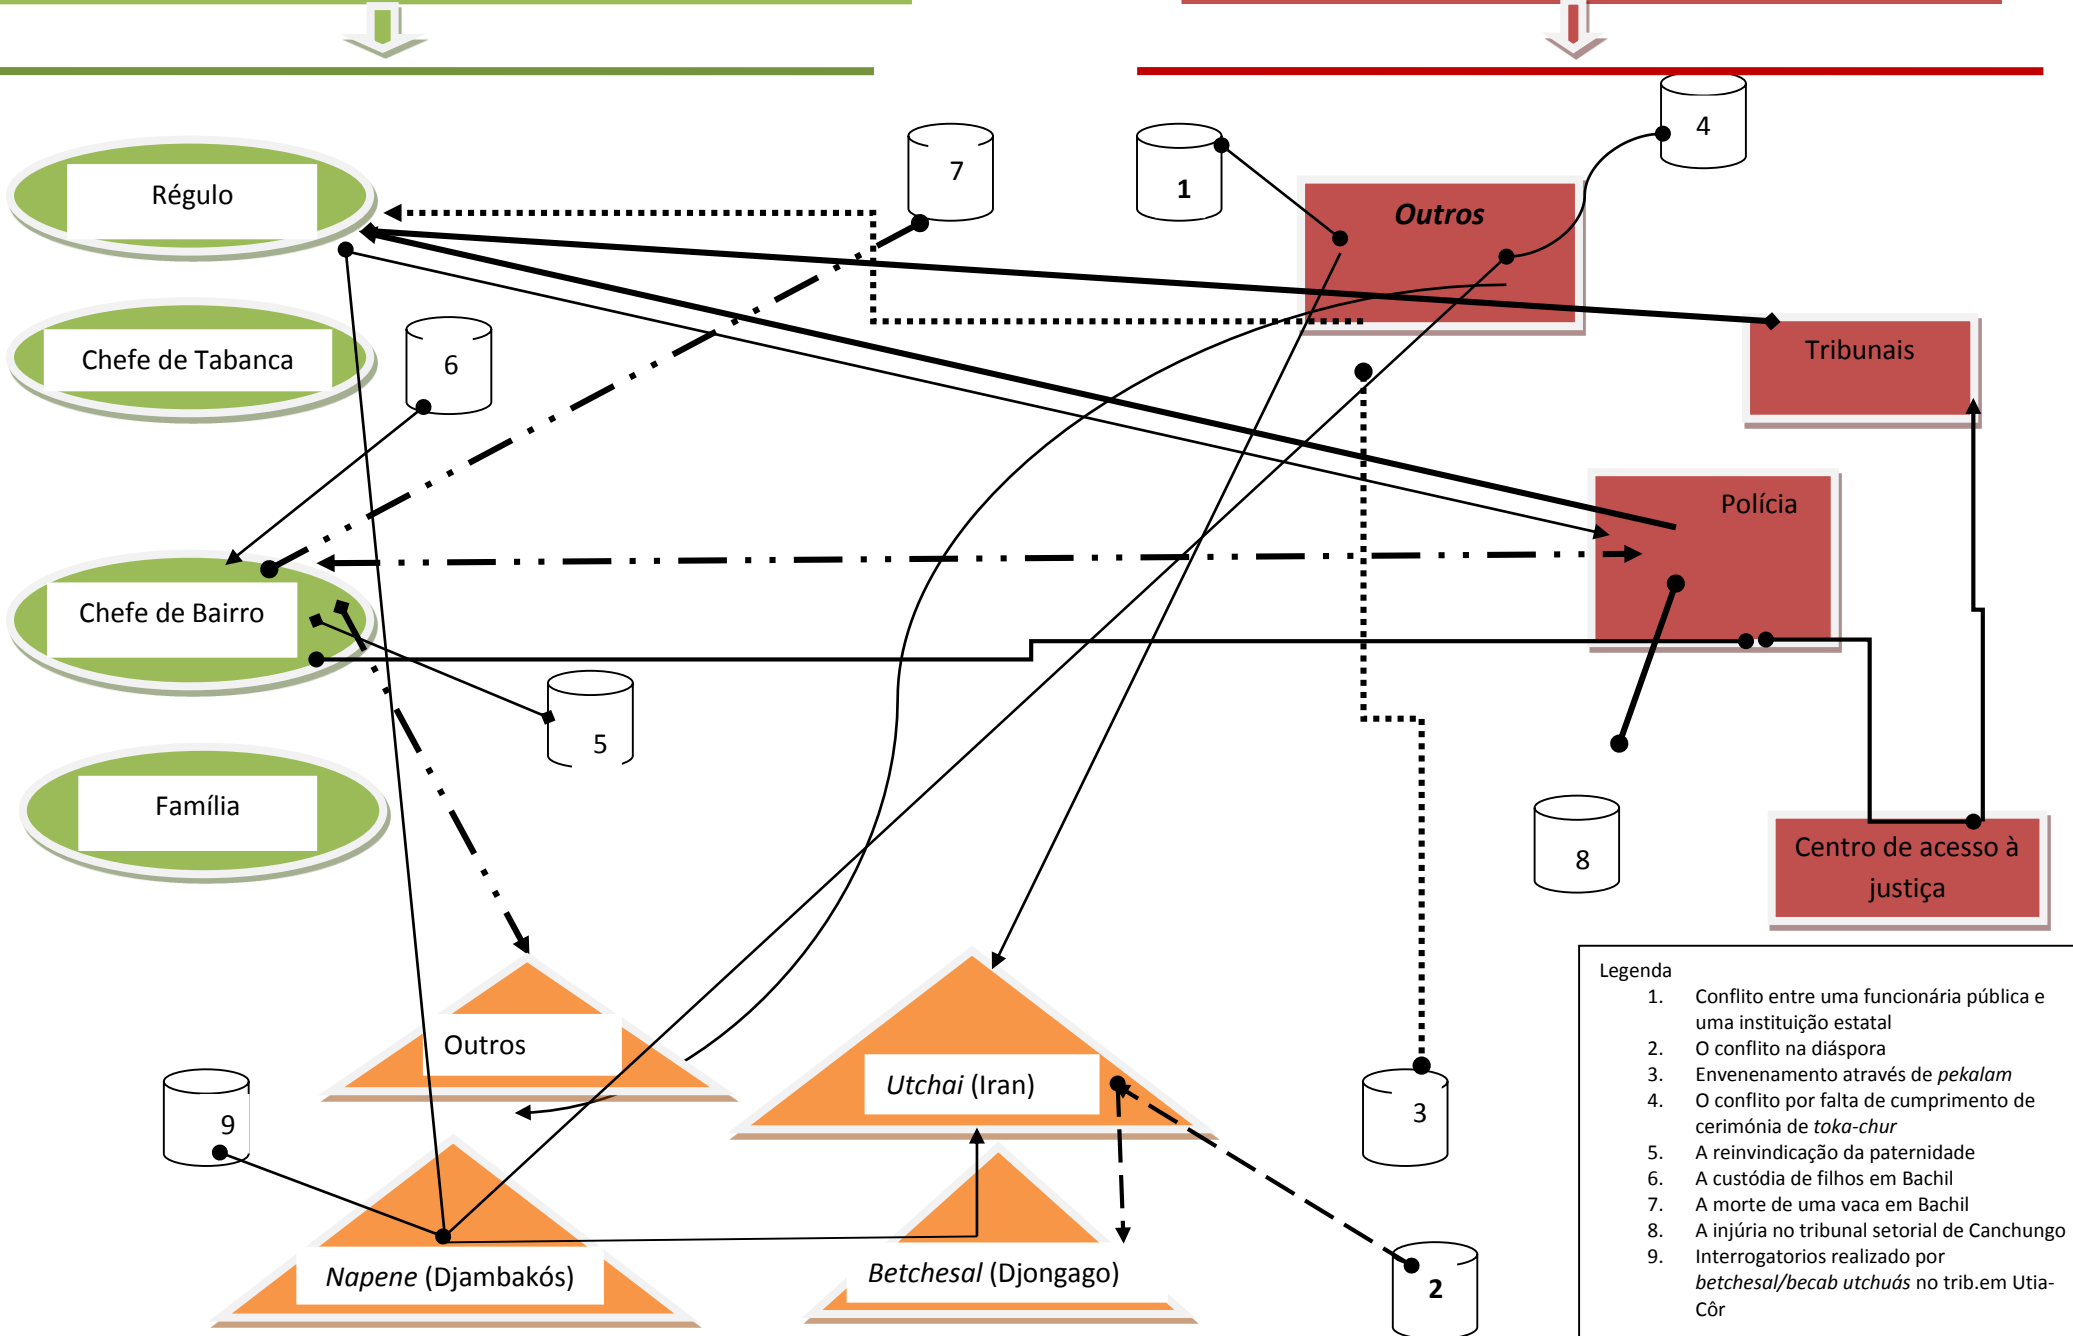 4
7
1
Régulo
Outros
Chefe de Tabanca
6
Tribunais
Polícia
Chefe de Bairro
5
Família
8
Centro de acesso à
justiça
Outros
Utchai (Iran)
3
9
Napene (Djambakós)
Betchesal (Djongago)
2
Legenda
1. Conflito entre uma funcionária pública e
uma instituição estatal
2. O conflito na diáspora
3. Envenenamento através de pekalam
4. O conflito por falta de cumprimento de
cerimónia de toka-chur
5. A reinvindicação da paternidade
6. A custódia de filhos em Bachil
7. A morte de uma vaca em Bachil
8. A injúria no tribunal setorial de Canchungo
9. Interrogatorios realizado por
betchesal/becab utchuás no trib.em Utia-
Côr